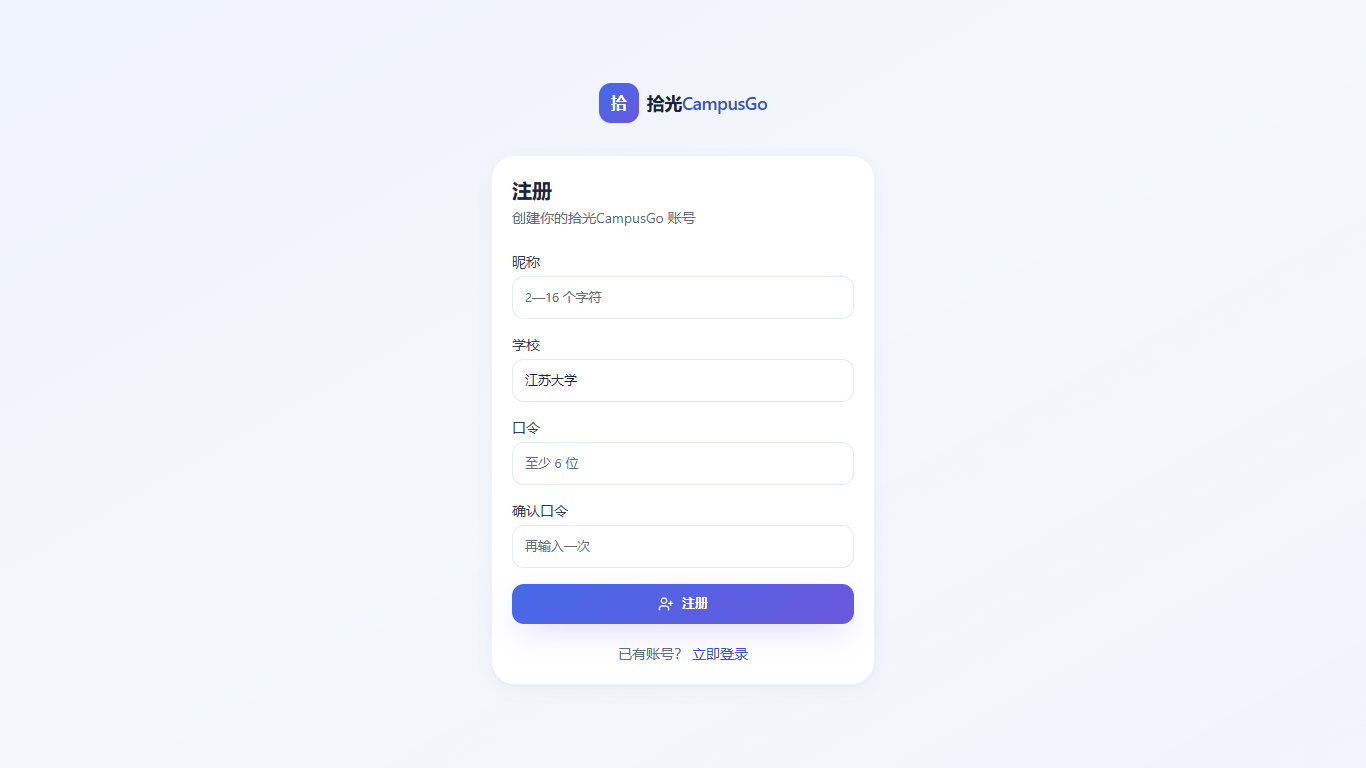 拾 拾光CampusGo
注册
创建你的拾光CampusGo 账号
昵称
2—16 个字符
学校
江苏大学
口令
至少 6 位
确认口令
再输入一次
注册
已有账号? 立即登录